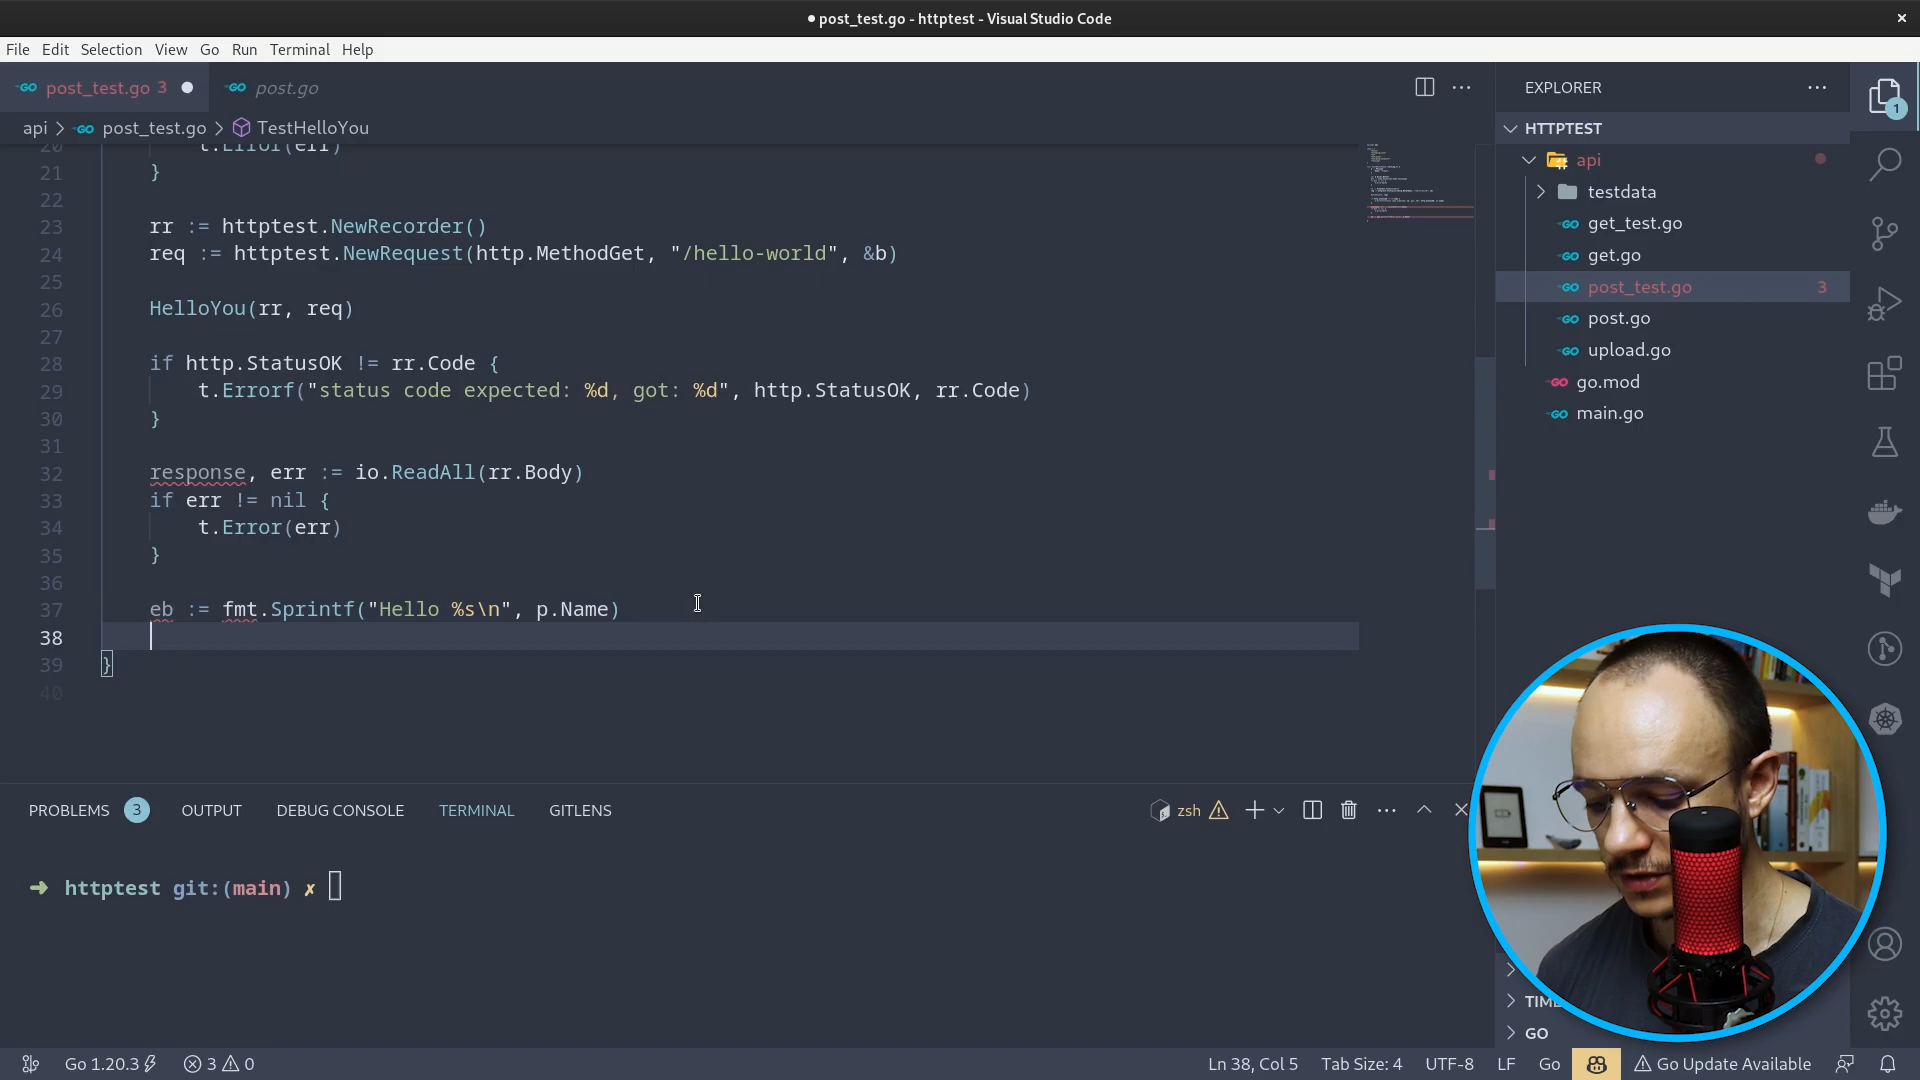 post_test.go - httptest - Visual Studio Code
File Edit Selection View Go Run Terminal Help
post_test.go 3
post.go
api > post_test.go > TestHelloYou
20 t.Error(err)
21 }
22
23 rr := httptest.NewRecorder()
24 req := httptest.NewRequest(http.MethodGet, "/hello-world", &b)
25
26 HelloYou(rr, req)
27
28 if http.StatusOK != rr.Code {
29 t.Errorf("status code expected: %d, got: %d", http.StatusOK, rr.Code)
30 }
31
32 response, err := io.ReadAll(rr.Body)
33 if err != nil {
34 t.Error(err)
35 }
36
37 eb := fmt.Sprintf("Hello %s\n", p.Name)
38
39 }
40
EXPLORER
HTTPTEST
api
testdata
get_test.go
get.go
post_test.go 3
post.go
upload.go
go.mod
main.go
GO
1
PROBLEMS 3 OUTPUT DEBUG CONSOLE TERMINAL GITLENS
zsh
➜ httptest git:(main) ✗
Go 1.20.3 3 0
Ln 38, Col 5 Tab Size: 4 UTF-8 LF Go Go Update Available